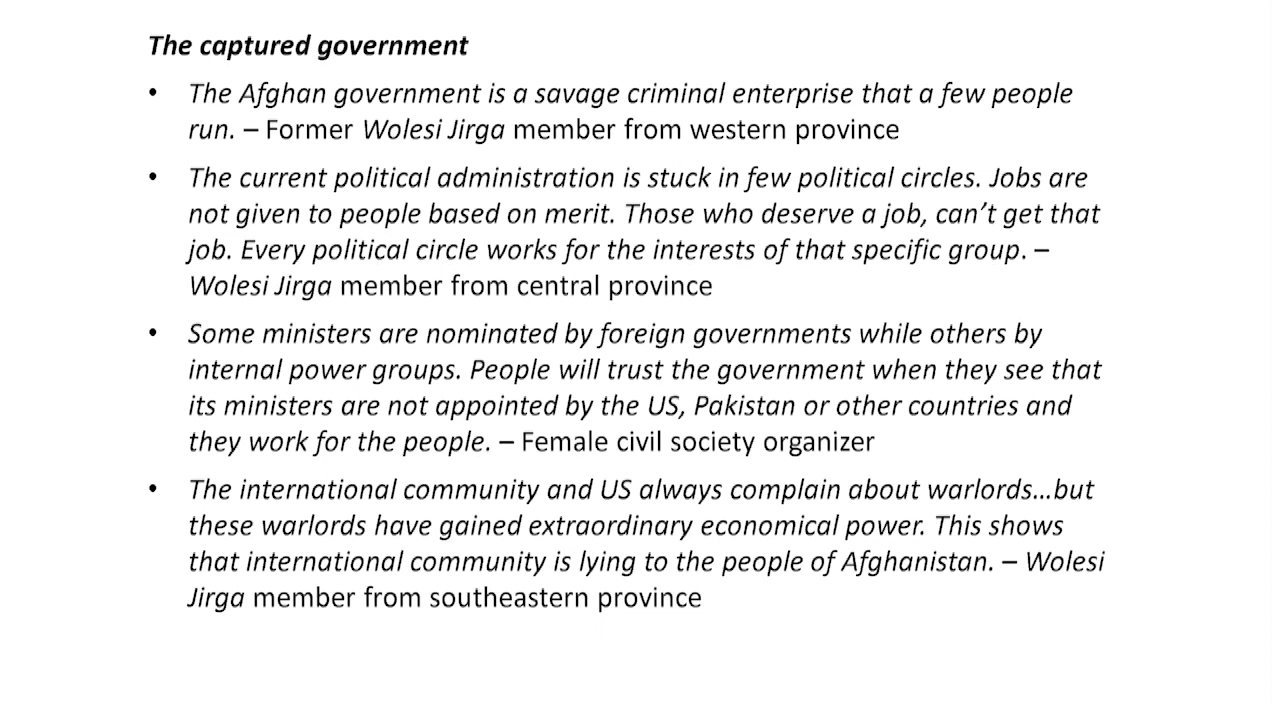 The captured government
• The Afghan government is a savage criminal enterprise that a few people
run. – Former Wolesi Jirga member from western province
• The current political administration is stuck in few political circles. Jobs are
not given to people based on merit. Those who deserve a job, can’t get that
job. Every political circle works for the interests of that specific group. –
Wolesi Jirga member from central province
• Some ministers are nominated by foreign governments while others by
internal power groups. People will trust the government when they see that
its ministers are not appointed by the US, Pakistan or other countries and
they work for the people. – Female civil society organizer
• The international community and US always complain about warlords…but
these warlords have gained extraordinary economical power. This shows
that international community is lying to the people of Afghanistan. – Wolesi
Jirga member from southeastern province